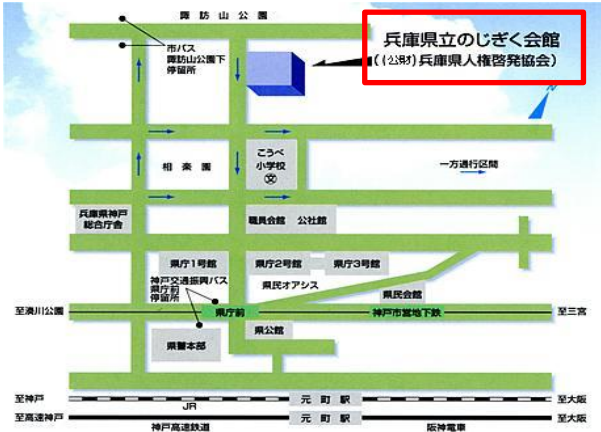 諏訪山公園
兵庫県立のじぎく会館
((公財)兵庫県人権啓発協会)
市バス
諏訪山公園下
停留所
N
こうべ
小学校
文
相楽園
一方通行区間
兵庫県神戸
総合庁舎
職員会館 公社館
県庁1号館
県庁2号館
県庁3号館
神戸交通振興バス
県庁前
停留所
県民オアシス
県民会館
至湊川公園
県庁前
神戸市営地下鉄
至三宮
県警本部
県公館
至神戸
JR
元町駅
至大阪
至高速神戸
神戸高速鉄道
元町駅
阪神電車
至大阪